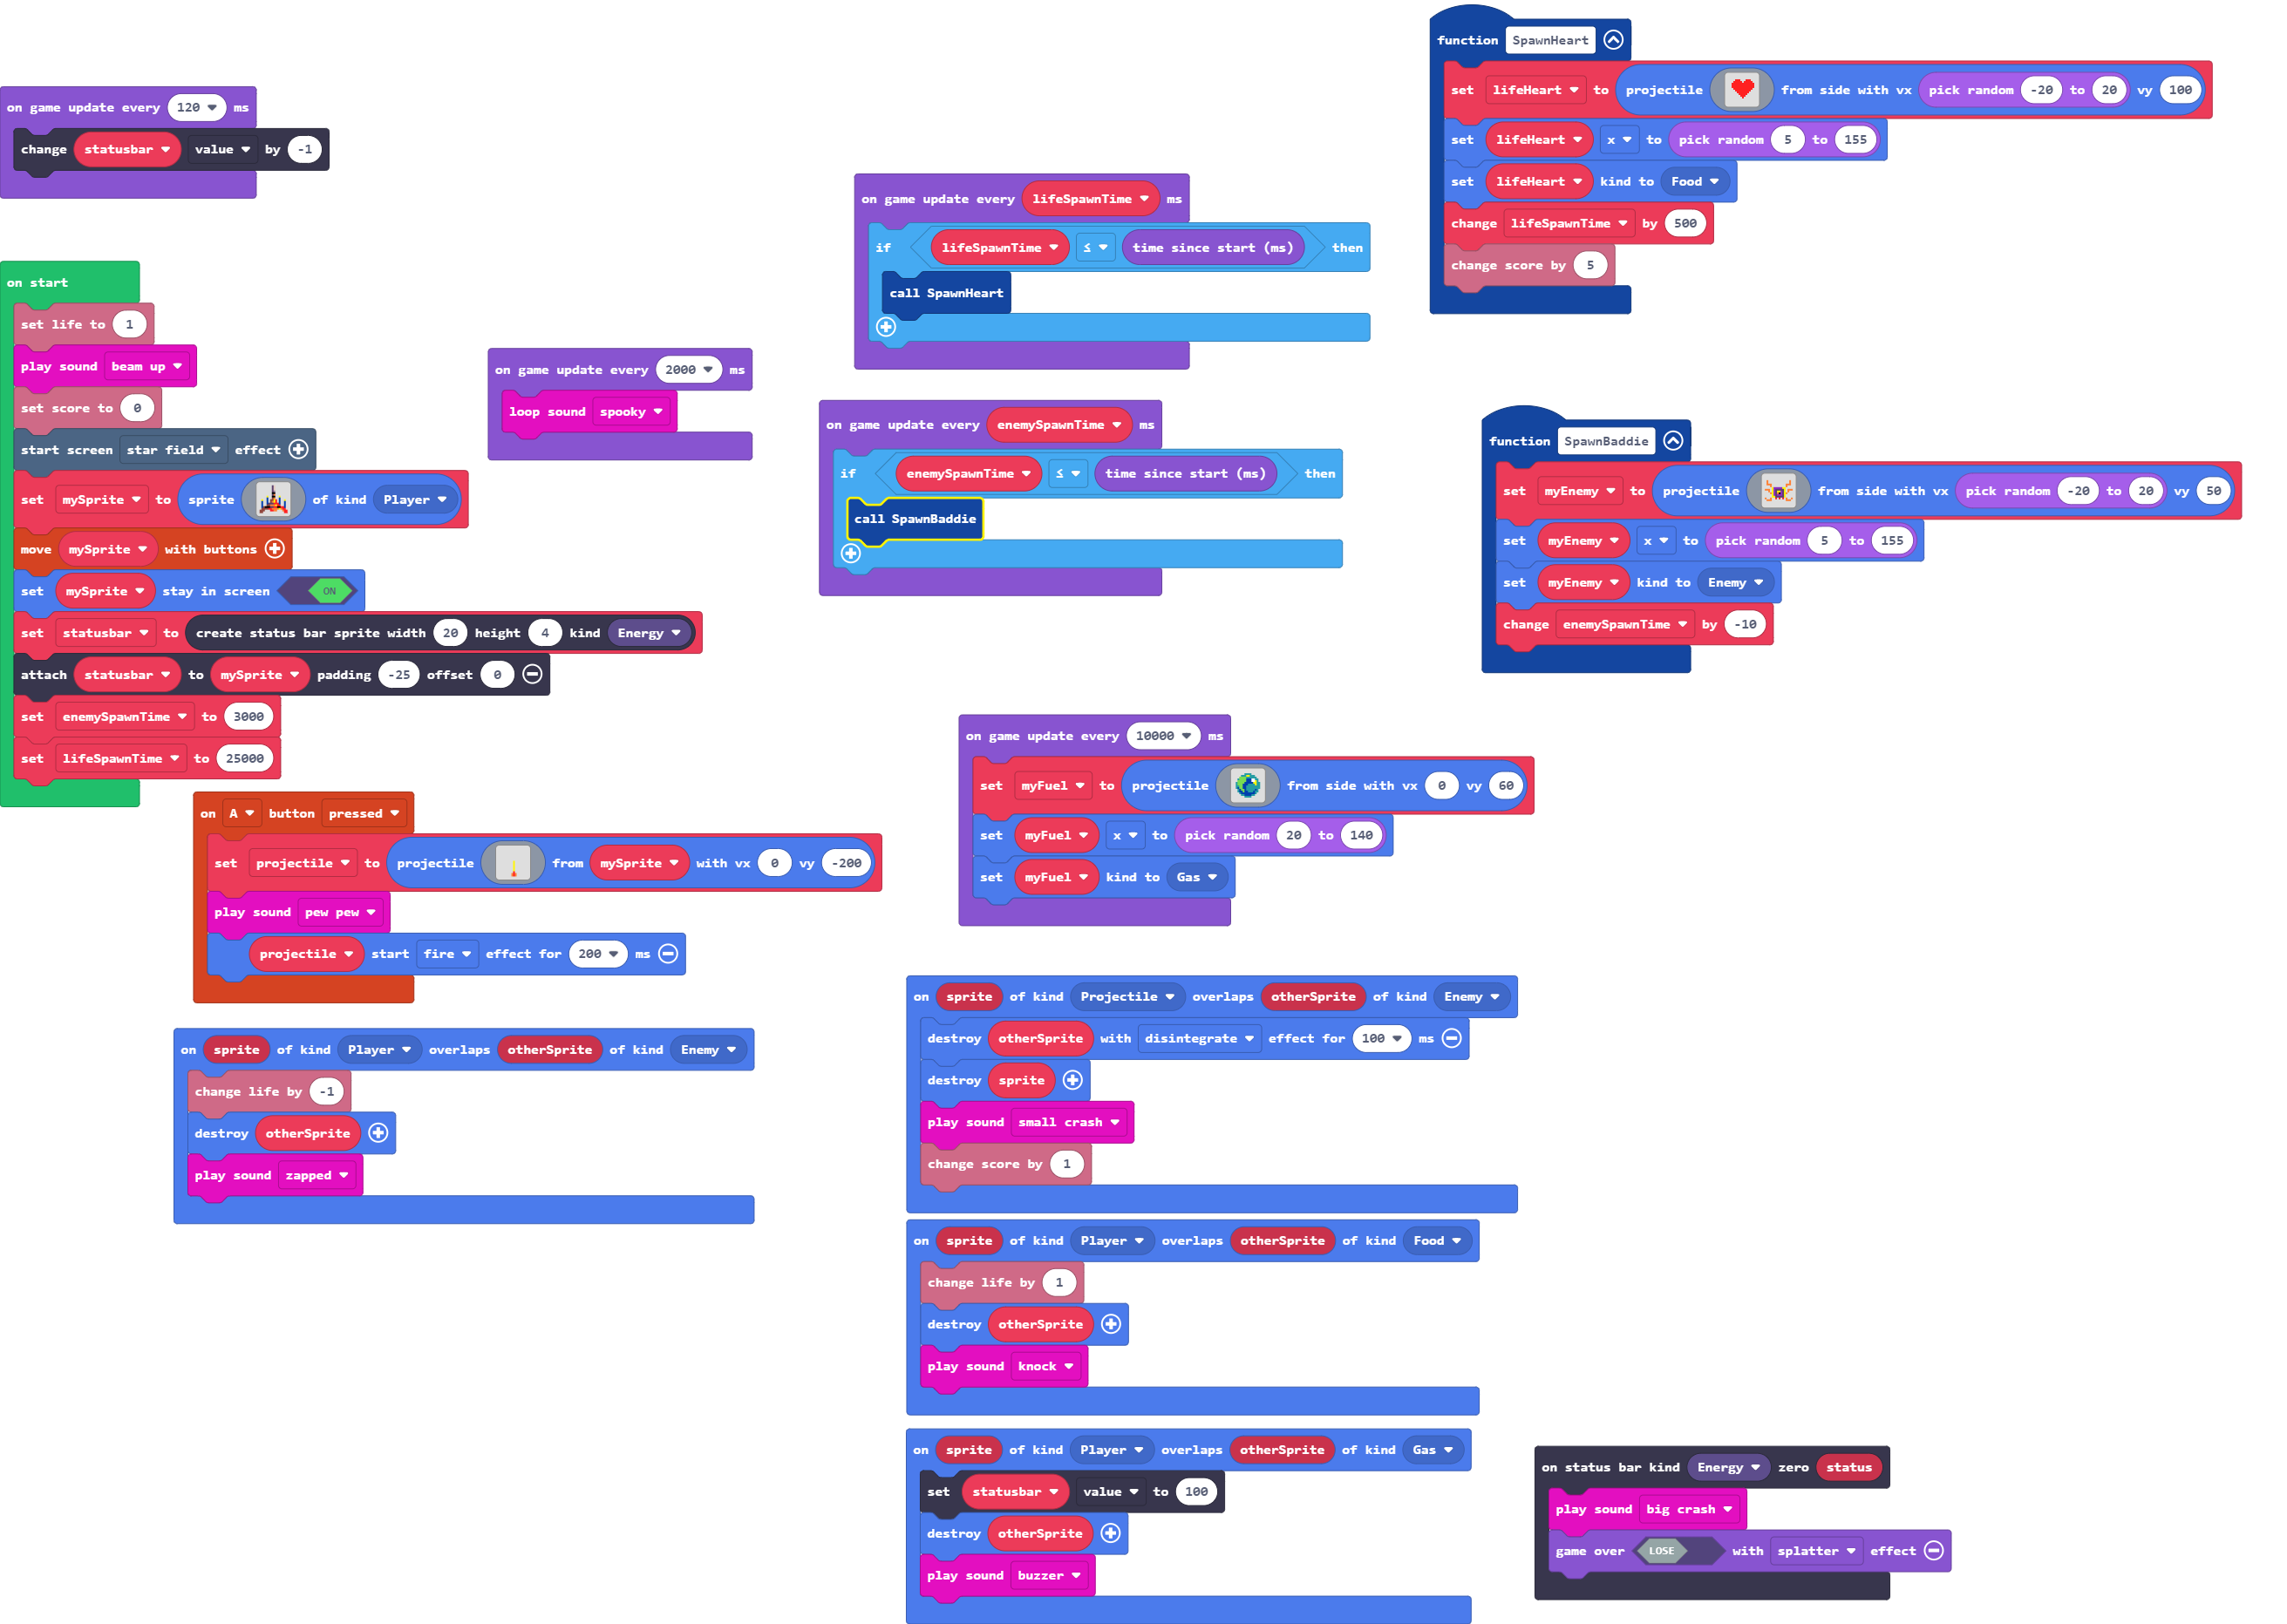 on game update every 120 ms
change statusbar value by -1
on start
set life to 1
play sound beam up
set score to 0
start screen star field effect
set mySprite to sprite of kind Player
move mySprite with buttons
set mySprite stay in screen ON
set statusbar to create status bar sprite width 20 height 4 kind Energy
attach statusbar to mySprite padding -25 offset 0
set enemySpawnTime to 3000
set lifeSpawnTime to 25000
on game update every 2000 ms
loop sound spooky
on A button pressed
set projectile to projectile from mySprite with vx 0 vy -200
play sound pew pew
projectile start fire effect for 200 ms
on sprite of kind Player overlaps otherSprite of kind Enemy
change life by -1
destroy otherSprite
play sound zapped
on game update every lifeSpawnTime ms
if lifeSpawnTime ≤ time since start (ms) then
call SpawnHeart
on game update every enemySpawnTime ms
if enemySpawnTime ≤ time since start (ms) then
call SpawnBaddie
function SpawnHeart
set lifeHeart to projectile from side with vx pick random -20 to 20 vy 100
set lifeHeart x to pick random 5 to 155
set lifeHeart kind to Food
change lifeSpawnTime by 500
change score by 5
function SpawnBaddie
set myEnemy to projectile from side with vx pick random -20 to 20 vy 50
set myEnemy x to pick random 5 to 155
set myEnemy kind to Enemy
change enemySpawnTime by -10
on game update every 10000 ms
set myFuel to projectile from side with vx 0 vy 60
set myFuel x to pick random 20 to 140
set myFuel kind to Gas
on sprite of kind Projectile overlaps otherSprite of kind Enemy
destroy otherSprite with disintegrate effect for 100 ms
destroy sprite
play sound small crash
change score by 1
on sprite of kind Player overlaps otherSprite of kind Food
change life by 1
destroy otherSprite
play sound knock
on sprite of kind Player overlaps otherSprite of kind Gas
set statusbar value to 100
destroy otherSprite
play sound buzzer
on status bar kind Energy zero status
play sound big crash
game over LOSE with splatter effect